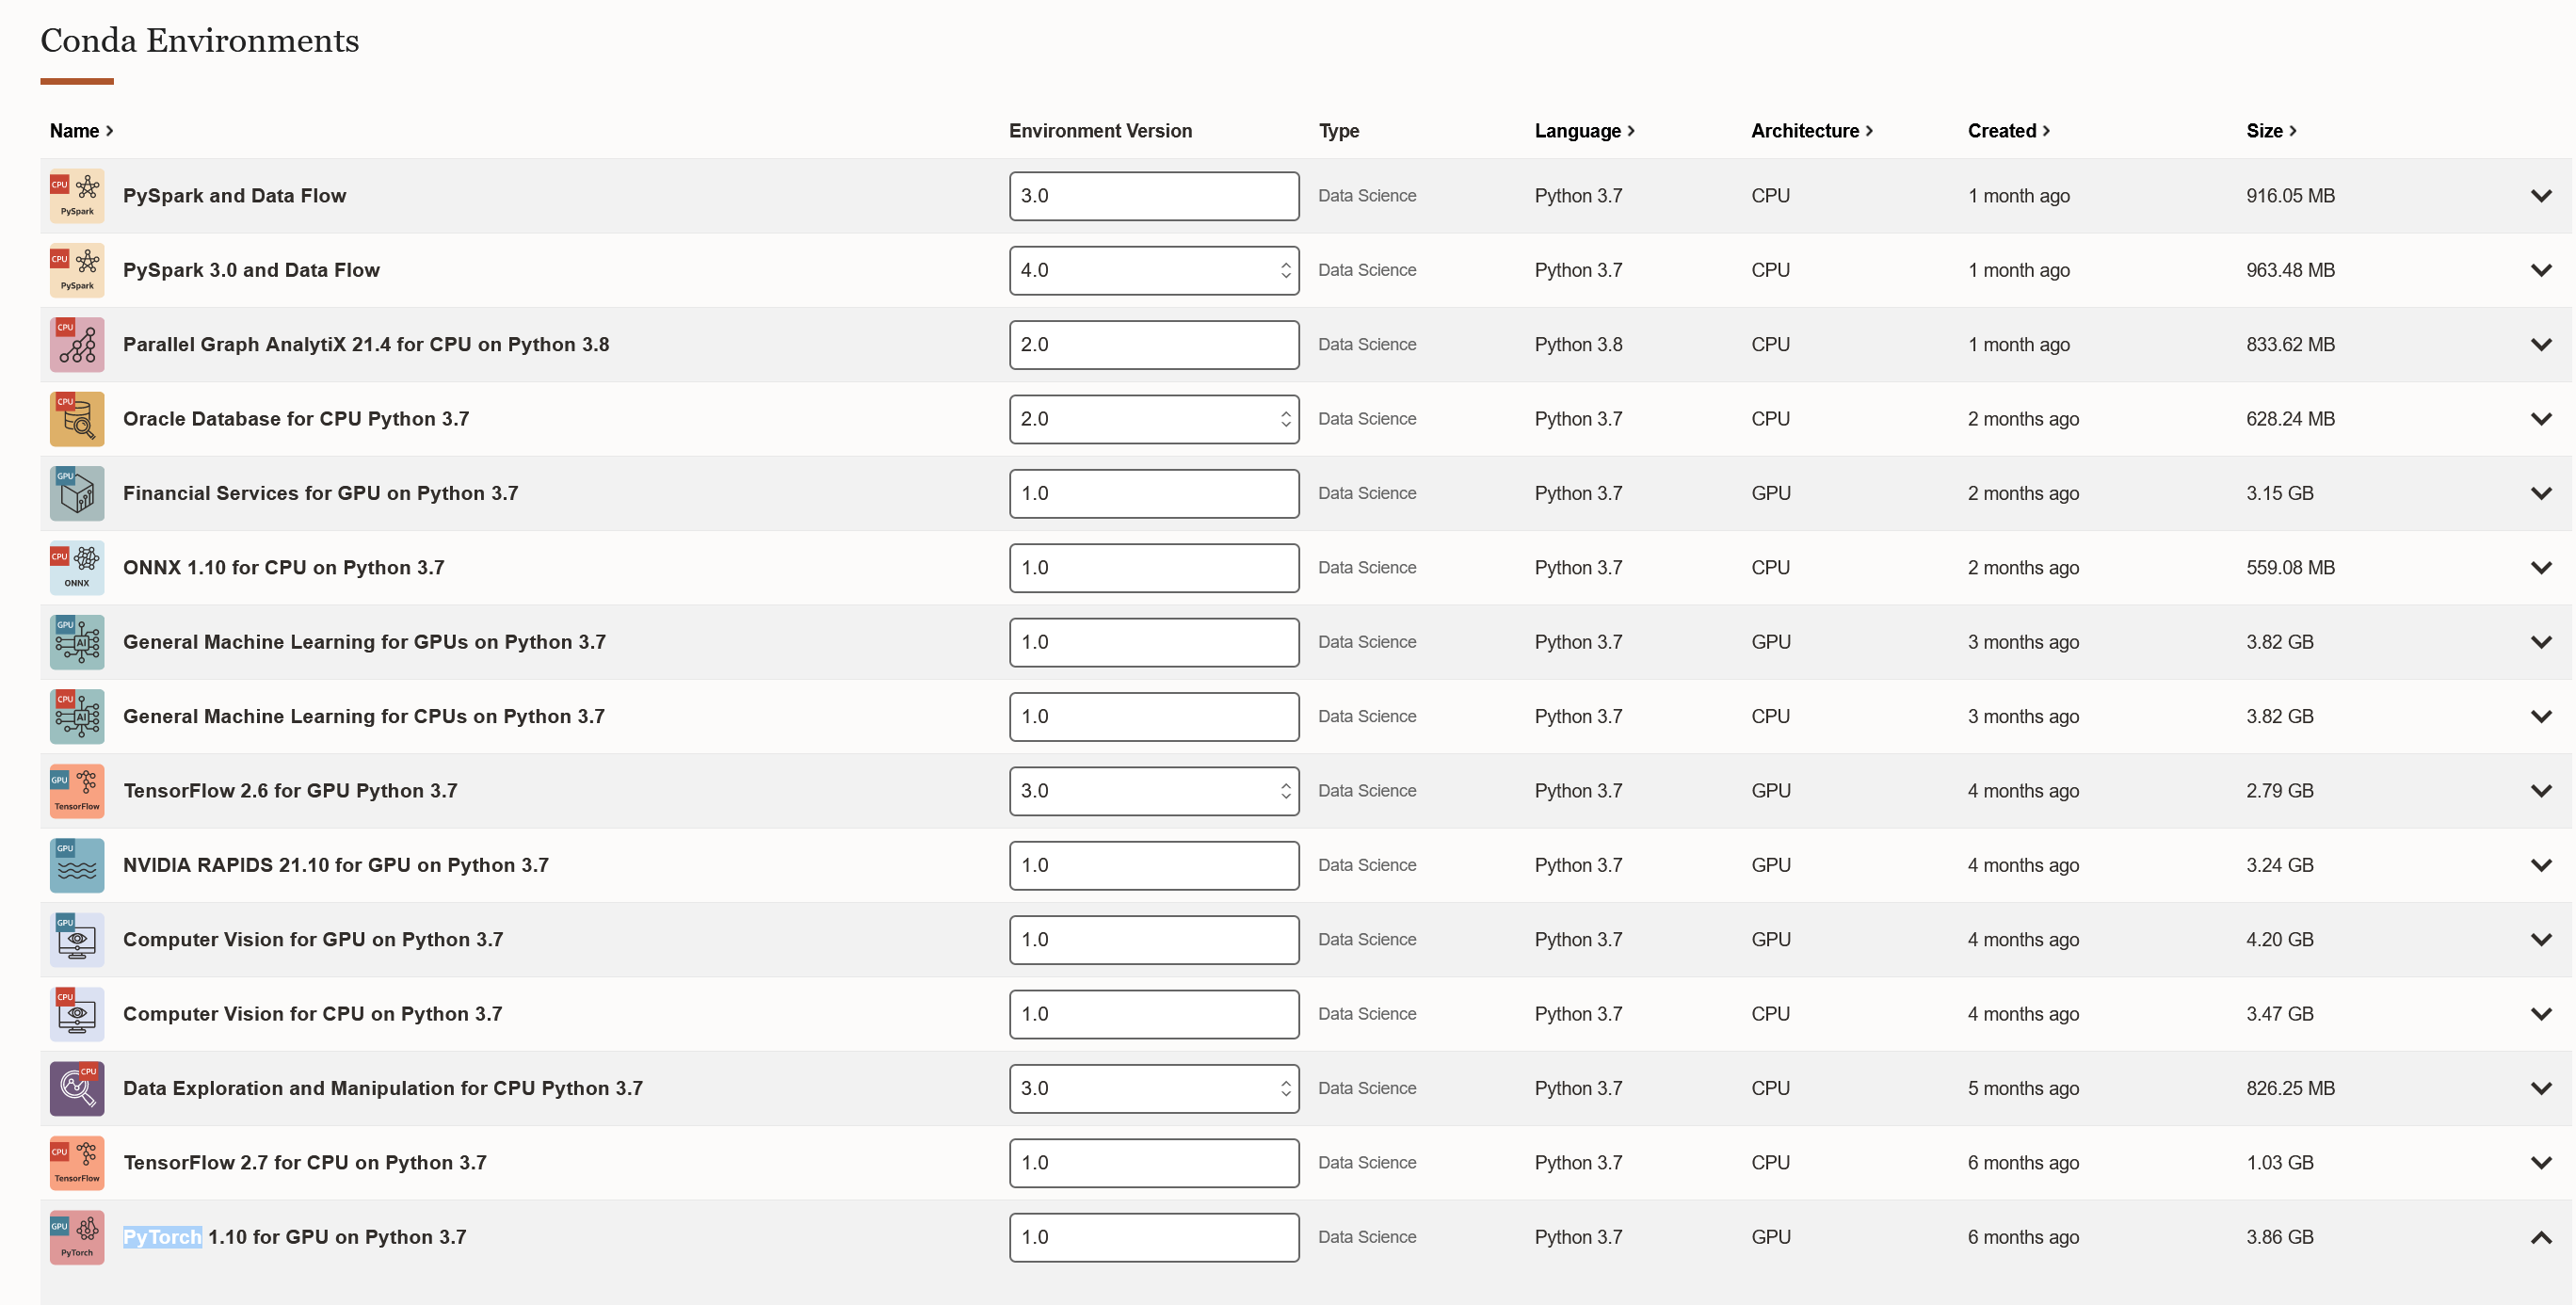 Conda Environments
Name Environment Version Type Language Architecture Created Size
CPU PySpark PySpark and Data Flow 3.0 Data Science Python 3.7 CPU 1 month ago 916.05 MB
CPU PySpark PySpark 3.0 and Data Flow 4.0 Data Science Python 3.7 CPU 1 month ago 963.48 MB
CPU Parallel Graph AnalytiX 21.4 for CPU on Python 3.8 2.0 Data Science Python 3.8 CPU 1 month ago 833.62 MB
CPU Oracle Database for CPU Python 3.7 2.0 Data Science Python 3.7 CPU 2 months ago 628.24 MB
GPU Financial Services for GPU on Python 3.7 1.0 Data Science Python 3.7 GPU 2 months ago 3.15 GB
CPU ONNX ONNX 1.10 for CPU on Python 3.7 1.0 Data Science Python 3.7 CPU 2 months ago 559.08 MB
GPU AI General Machine Learning for GPUs on Python 3.7 1.0 Data Science Python 3.7 GPU 3 months ago 3.82 GB
CPU AI General Machine Learning for CPUs on Python 3.7 1.0 Data Science Python 3.7 CPU 3 months ago 3.82 GB
GPU TensorFlow TensorFlow 2.6 for GPU Python 3.7 3.0 Data Science Python 3.7 GPU 4 months ago 2.79 GB
GPU NVIDIA RAPIDS 21.10 for GPU on Python 3.7 1.0 Data Science Python 3.7 GPU 4 months ago 3.24 GB
GPU Computer Vision for GPU on Python 3.7 1.0 Data Science Python 3.7 GPU 4 months ago 4.20 GB
CPU Computer Vision for CPU on Python 3.7 1.0 Data Science Python 3.7 CPU 4 months ago 3.47 GB
CPU Data Exploration and Manipulation for CPU Python 3.7 3.0 Data Science Python 3.7 CPU 5 months ago 826.25 MB
CPU TensorFlow TensorFlow 2.7 for CPU on Python 3.7 1.0 Data Science Python 3.7 CPU 6 months ago 1.03 GB
GPU PyTorch PyTorch 1.10 for GPU on Python 3.7 1.0 Data Science Python 3.7 GPU 6 months ago 3.86 GB